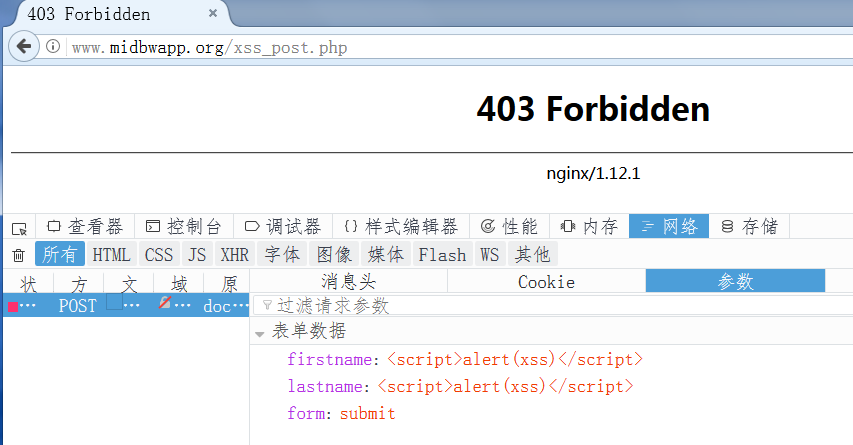 403 Forbidden ×
www.midbwapp.org/xss_post.php
403 Forbidden
nginx/1.12.1
查看器 控制台 调试器 {} 样式编辑器 性能 内存 网络 存储
所有 HTML CSS JS XHR 字体 图像 媒体 Flash WS 其他
状 方 文 域 原 消息头 Cookie 参数
… POST … … doc… 过滤请求参数
表单数据
firstname: <script>alert(xss)</script>
lastname: <script>alert(xss)</script>
form: submit